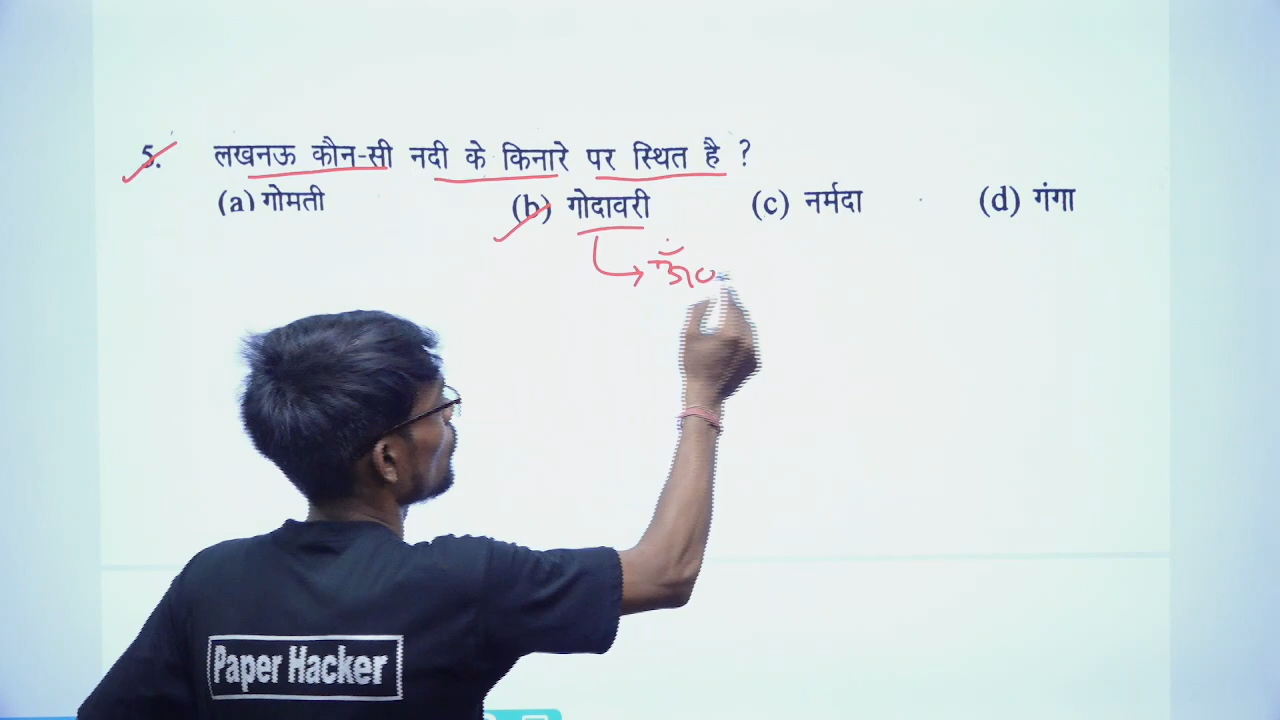 5. लखनऊ कौन-सी नदी के किनारे पर स्थित है ?
(a) गोमती (b) गोदावरी (c) नर्मदा (d) गंगा
Paper Hacker